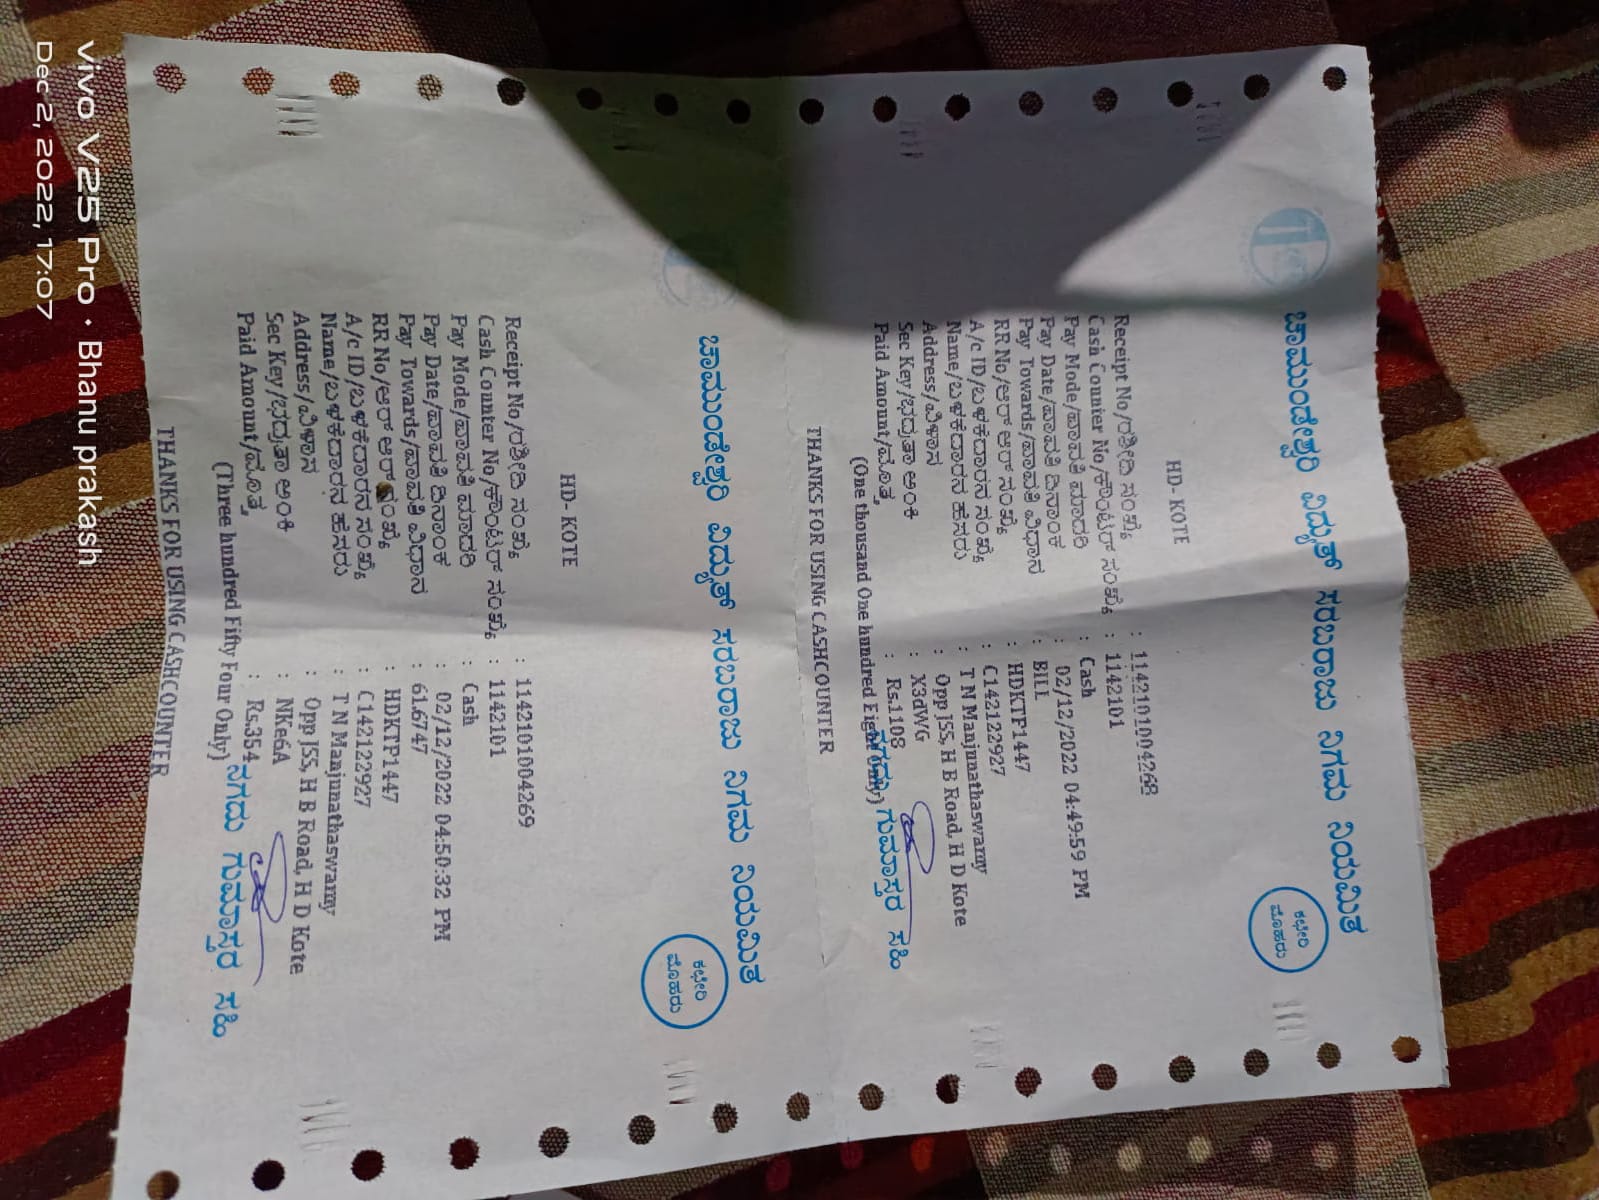 ಚಾಮುಂಡೇಶ್ವರಿ ವಿದ್ಯುತ್ ಸರಬರಾಜು ನಿಗಮ ನಿಯಮಿತ
ಕಛೇರಿ
ಮೊಹರು
HD- KOTE
Receipt No/ರಶೀದಿ ಸಂಖ್ಯೆ : 1142101004268
Cash Counter No/ಕೌಂಟರ್ ಸಂಖ್ಯೆ : 1142101
Pay Mode/ಪಾವತಿ ಮಾದರಿ : Cash
Pay Date/ಪಾವತಿ ದಿನಾಂಕ : 02/12/2022 04:49:59 PM
Pay Towards/ಪಾವತಿ ವಿಧಾನ : BILL
RR No/ಆರ್ ಆರ್ ಸಂಖ್ಯೆ : HDKTP1447
A/c ID/ಬಳಕೆದಾರನ ಸಂಖ್ಯೆ : C142122927
Name/ಬಳಕೆದಾರನ ಹೆಸರು : T N Manjunathaswamy
Address/ವಿಳಾಸ : Opp JSS, H B Road, H D Kote
Sec Key/ಭದ್ರತಾ ಅಂಕಿ : X3dWG
Paid Amount/ಮೊತ್ತ : Rs.1108
(One thousand One hundred Eight Only)
ನಗದು ಗುಮಾಸ್ತರ ಸಹಿ
THANKS FOR USING CASHCOUNTER
ಚಾಮುಂಡೇಶ್ವರಿ ವಿದ್ಯುತ್ ಸರಬರಾಜು ನಿಗಮ ನಿಯಮಿತ
ಕಛೇರಿ
ಮೊಹರು
HD- KOTE
Receipt No/ರಶೀದಿ ಸಂಖ್ಯೆ : 1142101004269
Cash Counter No/ಕೌಂಟರ್ ಸಂಖ್ಯೆ : 1142101
Pay Mode/ಪಾವತಿ ಮಾದರಿ : Cash
Pay Date/ಪಾವತಿ ದಿನಾಂಕ : 02/12/2022 04:50:32 PM
Pay Towards/ಪಾವತಿ ವಿಧಾನ : 61.6747
RR No/ಆರ್ ಆರ್ ಸಂಖ್ಯೆ : HDKTP1447
A/c ID/ಬಳಕೆದಾರನ ಸಂಖ್ಯೆ : C142122927
Name/ಬಳಕೆದಾರನ ಹೆಸರು : T N Manjunathaswamy
Address/ವಿಳಾಸ : Opp JSS, H B Road, H D Kote
Sec Key/ಭದ್ರತಾ ಅಂಕಿ : NKe6A
Paid Amount/ಮೊತ್ತ : Rs.354
(Three hundred Fifty Four Only)
ನಗದು ಗುಮಾಸ್ತರ ಸಹಿ
THANKS FOR USING CASHCOUNTER
vivo V25 Pro · Bhanu prakash
Dec 2, 2022, 17:07